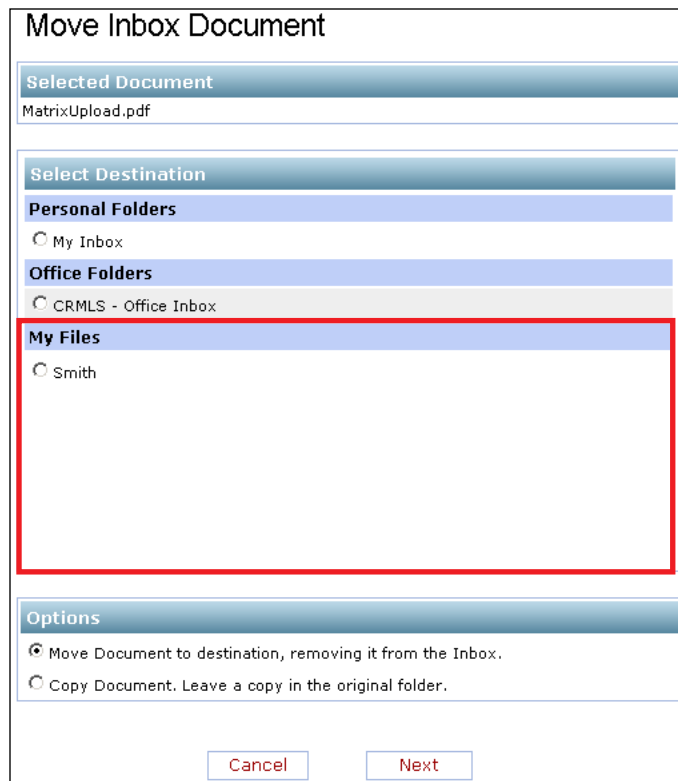 Move Inbox Document
Selected Document
MatrixUpload.pdf
Select Destination
Personal Folders
My Inbox
Office Folders
CRMLS - Office Inbox
My Files
Smith
Options
Move Document to destination, removing it from the Inbox.
Copy Document. Leave a copy in the original folder.
Cancel Next